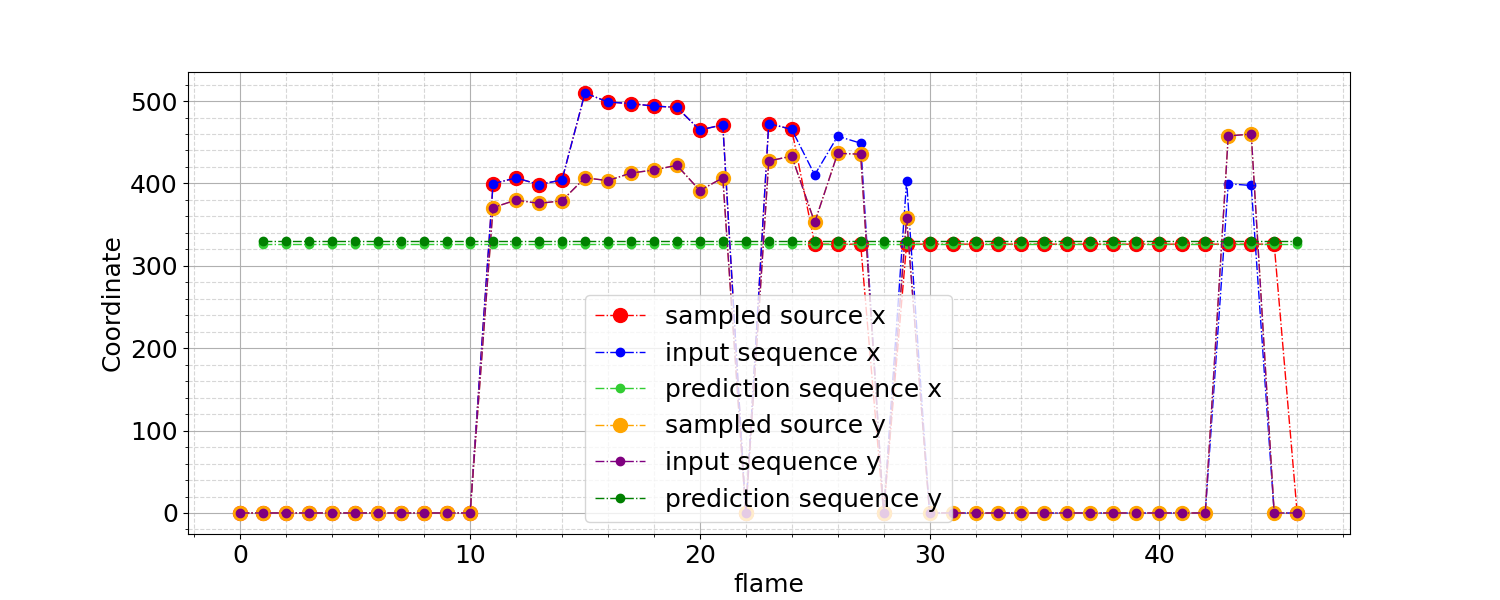 500
400
300
200
100
0
Coordinate
sampled source x
input sequence x
prediction sequence x
sampled source y
input sequence y
prediction sequence y
0 10 20 30 40
flame